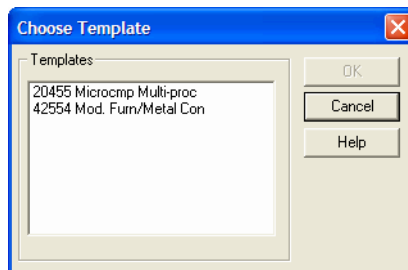 Choose Template
Templates
20455 Microcmp Multi-proc
42554 Mod. Furn/Metal Con
OK
Cancel
Help